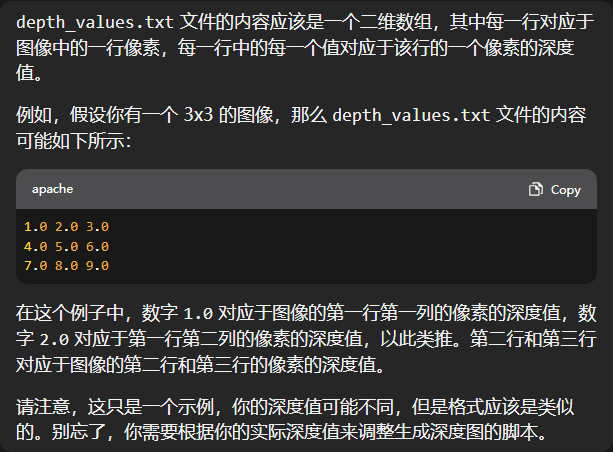 depth_values.txt 文件的内容应该是一个二维数组，其中每一行对应于
图像中的一行像素，每一行中的每一个值对应于该行的一个像素的深度
值。
例如，假设你有一个 3x3 的图像，那么 depth_values.txt 文件的内容
可能如下所示：
apache
Copy
1.0 2.0 3.0
4.0 5.0 6.0
7.0 8.0 9.0
在这个例子中，数字 1.0 对应于图像的第一行第一列的像素的深度值，数
字 2.0 对应于第一行第二列的像素的深度值，以此类推。第二行和第三行
对应于图像的第二行和第三行的像素的深度值。
请注意，这只是一个示例，你的深度值可能不同，但是格式应该是类似
的。别忘了，你需要根据你的实际深度值来调整生成深度图的脚本。